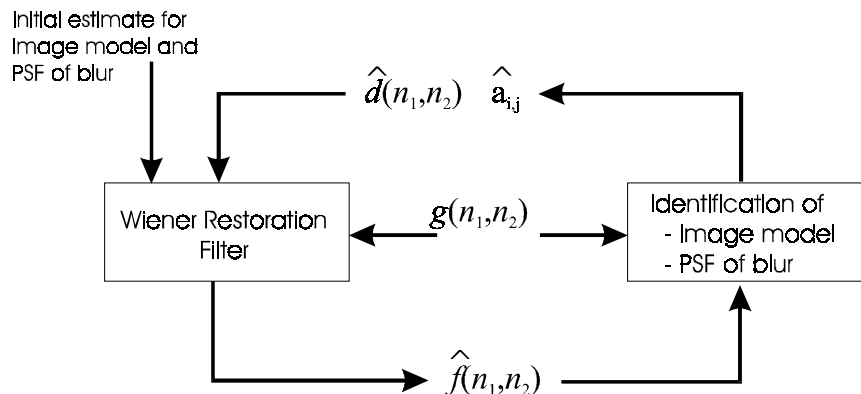 Initial estimate for
Image model and
PSF of blur
d̂(n₁,n₂) â_{i,j}
Wiener Restoration
Filter
g(n₁,n₂)
Identification of
- Image model
- PSF of blur
f̂(n₁,n₂)